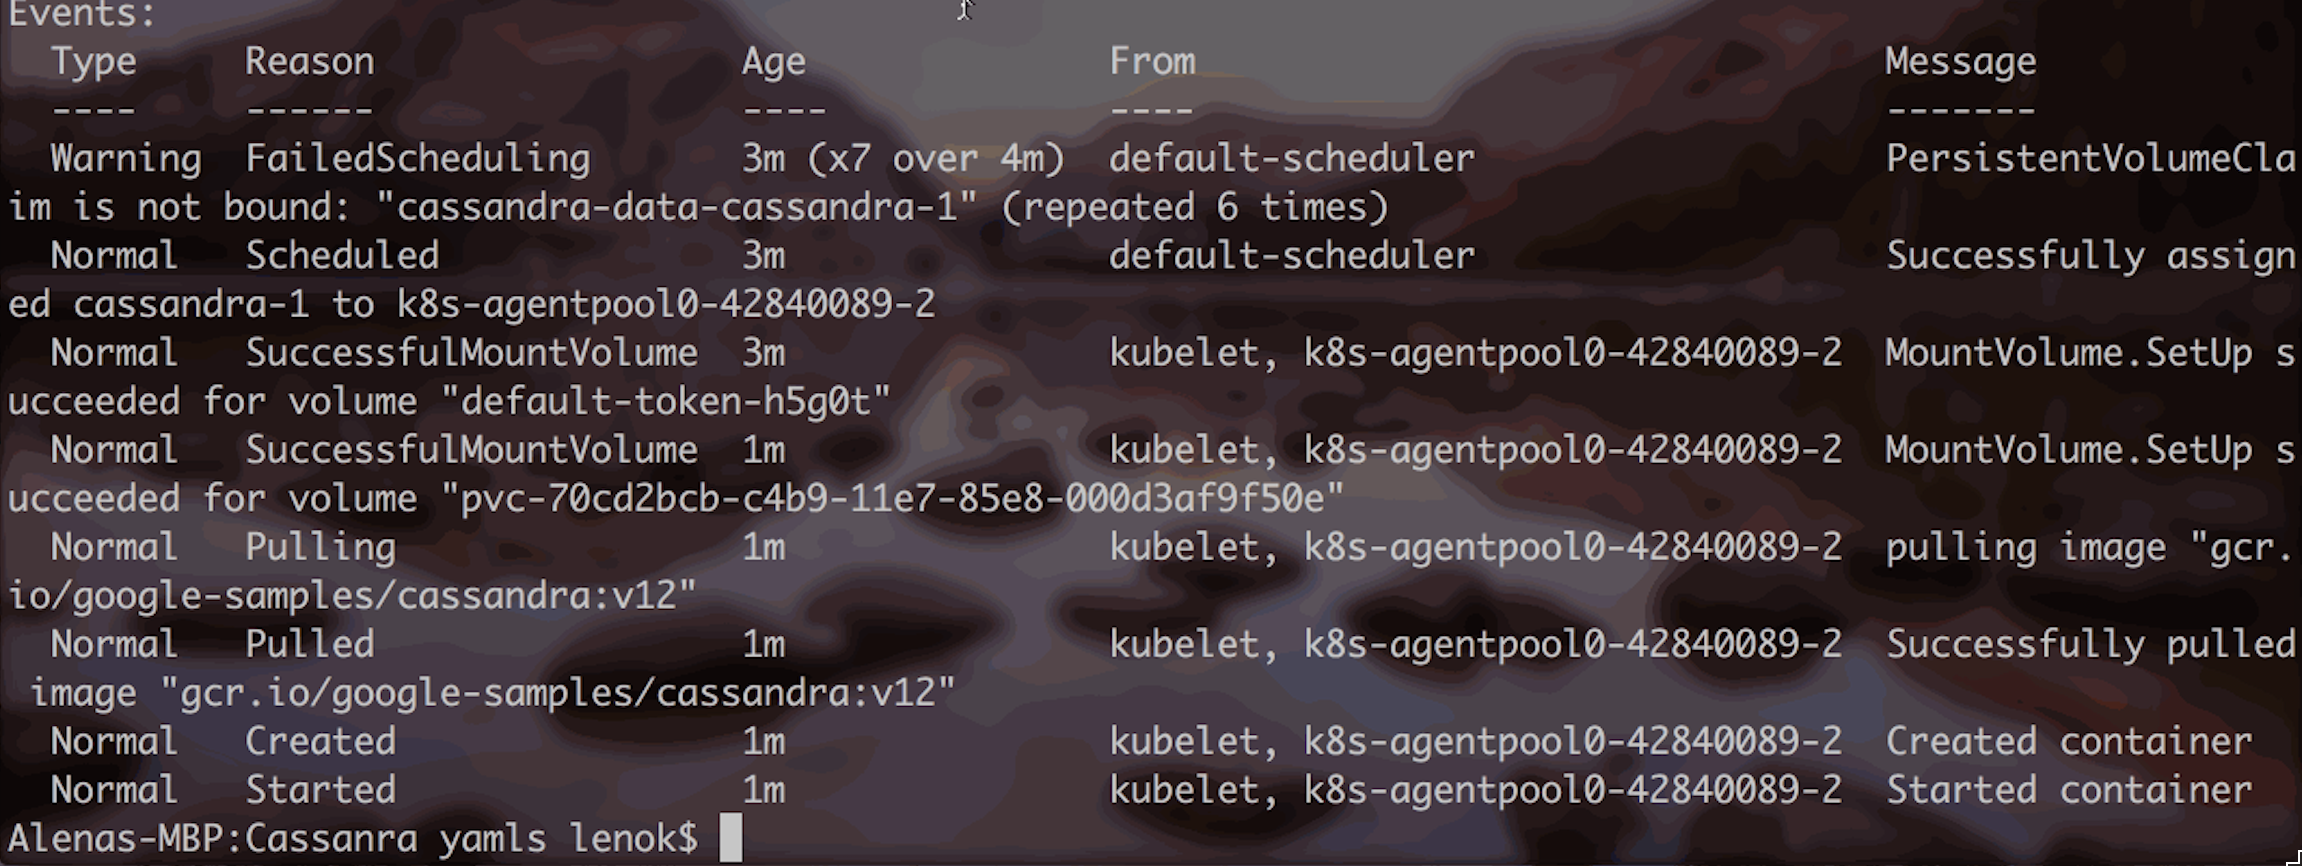 Events:
  Type     Reason                 Age               From                                Message
  ----     ------                 ----              ----                                -------
  Warning  FailedScheduling       3m (x7 over 4m)  default-scheduler                   PersistentVolumeCla
im is not bound: "cassandra-data-cassandra-1" (repeated 6 times)
  Normal   Scheduled              3m               default-scheduler                   Successfully assign
ed cassandra-1 to k8s-agentpool0-42840089-2
  Normal   SuccessfulMountVolume  3m               kubelet, k8s-agentpool0-42840089-2  MountVolume.SetUp s
ucceeded for volume "default-token-h5g0t"
  Normal   SuccessfulMountVolume  1m               kubelet, k8s-agentpool0-42840089-2  MountVolume.SetUp s
ucceeded for volume "pvc-70cd2bcb-c4b9-11e7-85e8-000d3af9f50e"
  Normal   Pulling                1m               kubelet, k8s-agentpool0-42840089-2  pulling image "gcr.
io/google-samples/cassandra:v12"
  Normal   Pulled                 1m               kubelet, k8s-agentpool0-42840089-2  Successfully pulled
 image "gcr.io/google-samples/cassandra:v12"
  Normal   Created                1m               kubelet, k8s-agentpool0-42840089-2  Created container
  Normal   Started                1m               kubelet, k8s-agentpool0-42840089-2  Started container
Alenas-MBP:Cassanra yamls lenok$